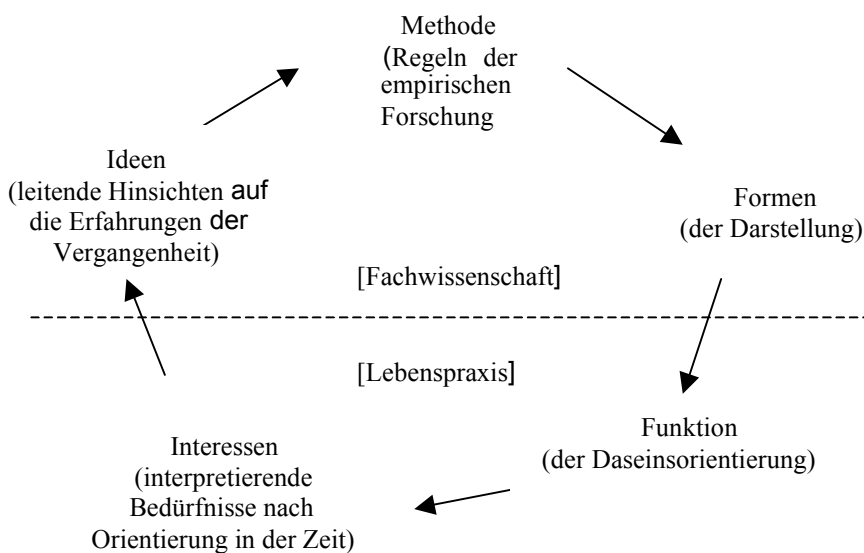 Methode
(Regeln der
empirischen
Forschung
Ideen
(leitende Hinsichten auf
die Erfahrungen der
Vergangenheit)
Formen
(der Darstellung)
[Fachwissenschaft]
[Lebenspraxis]
Funktion
(der Daseinsorientierung)
Interessen
(interpretierende
Bedürfnisse nach
Orientierung in der Zeit)